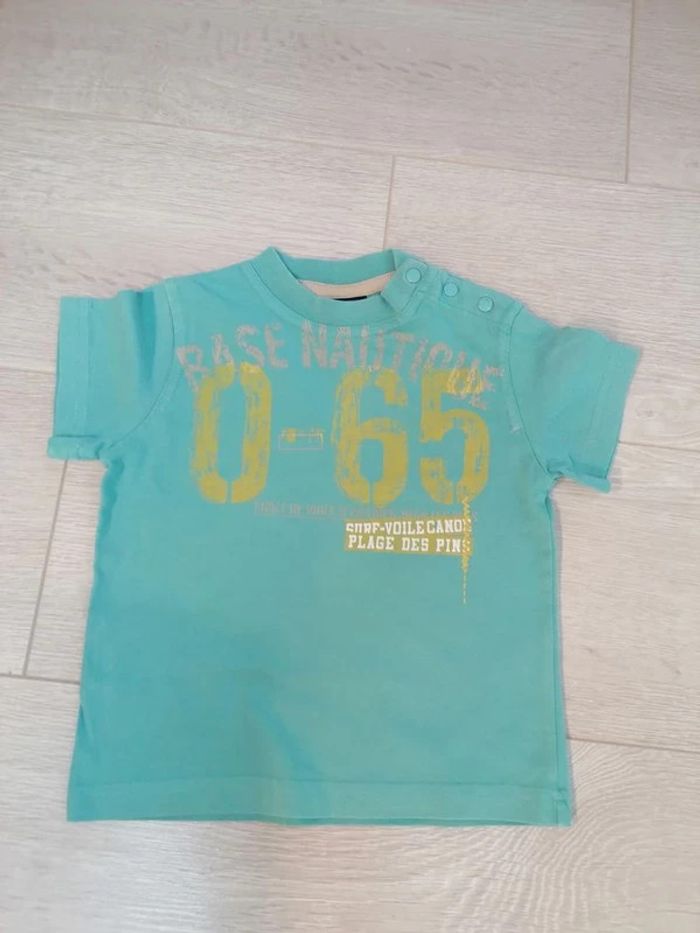 BASE NAUTIQUE
0-65
SURF-VOILE CANOE
PLAGE DES PINS